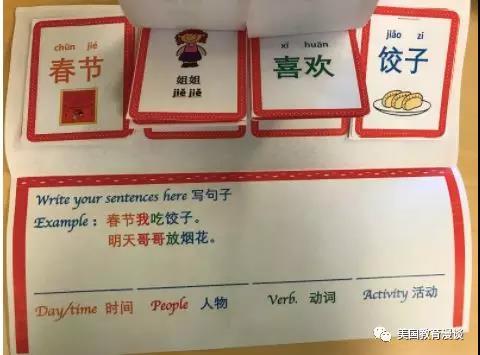 chūn jié
春节
姐姐
jiě jiě
xǐ huān
喜欢
jiǎo zi
饺子
Write your sentences here 写句子
Example： 春节我吃饺子。
明天哥哥放烟花。
Day/time 时间 People 人物 Verb. 动词 Activity 活动
美国教育漫谈